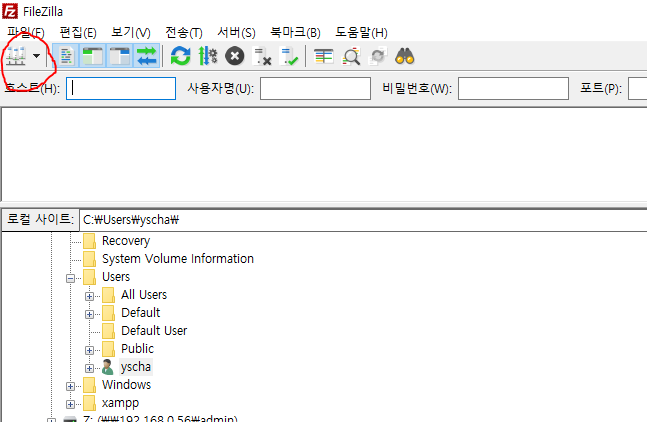 Fz FileZilla
파일(F) 편집(E) 보기(V) 전송(T) 서버(S) 북마크(B) 도움말(H)
호스트(H): 사용자명(U): 비밀번호(W): 포트(P):
로컬 사이트: C:₩Users₩yscha₩
Recovery
System Volume Information
Users
All Users
Default
Default User
Public
yscha
Windows
xampp
Z: (₩₩192.168.0.56₩admin)